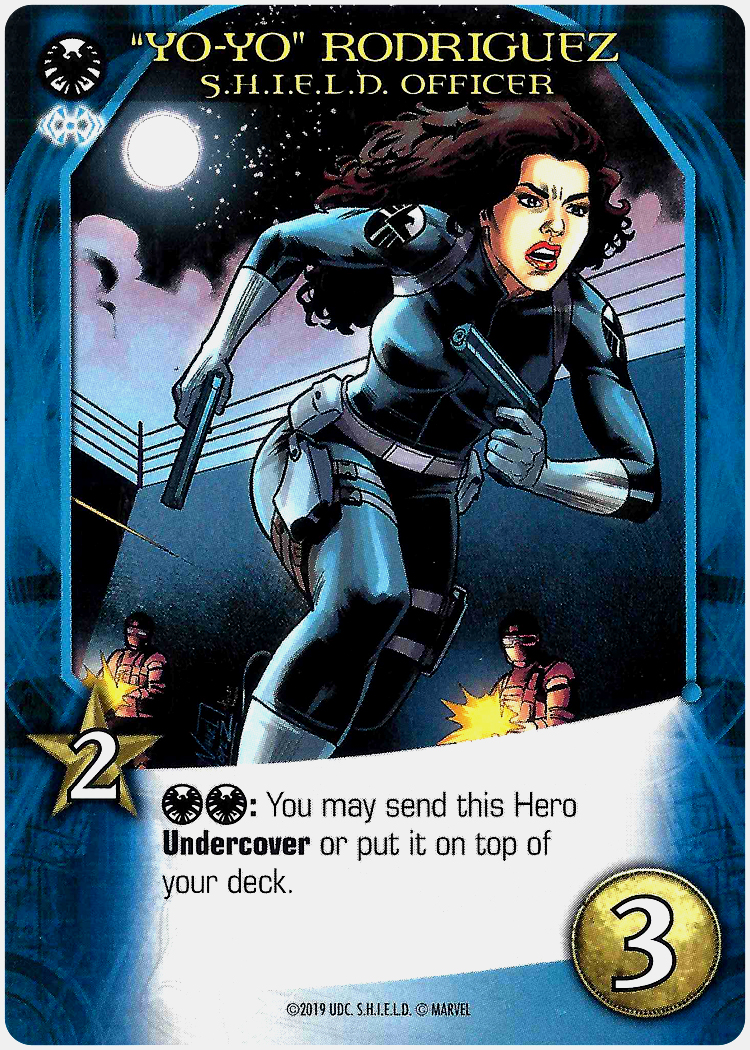 "YO-YO" RODRIGUEZ
S.H.I.E.L.D. OFFICER
2
: You may send this Hero
Undercover or put it on top of
your deck.
3
©2019 UDC. S.H.I.E.L.D. © MARVEL